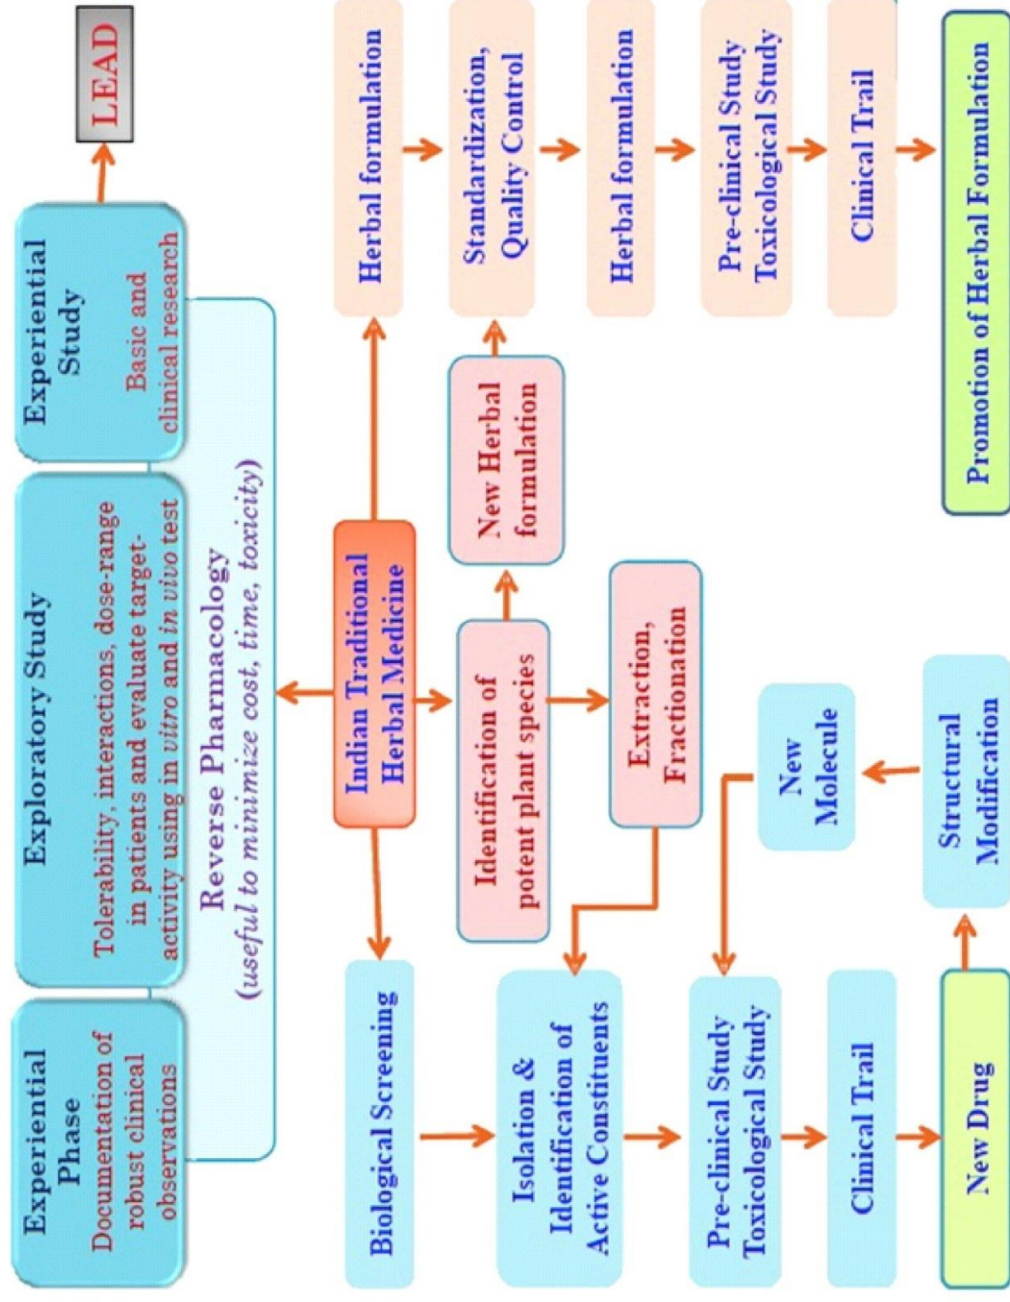 Experiential
Phase
Documentation of
robust clinical
observations
Exploratory Study
Tolerability, interactions, dose-range
in patients and evaluate target-
activity using in vitro and in vivo test
Experiential
Study
Basic and
clinical research
LEAD
Reverse Pharmacology
(useful to minimize cost, time, toxicity)
Indian Traditional
Herbal Medicine
Biological Screening
Isolation &
Identification of
Active Constituents
Pre-clinical Study
Toxicological Study
Clinical Trail
New Drug
Identification of
potent plant species
Extraction,
Fractionation
New
Molecule
Structural
Modification
New Herbal
formulation
Herbal formulation
Standardization,
Quality Control
Herbal formulation
Pre-clinical Study
Toxicological Study
Clinical Trail
Promotion of Herbal Formulation